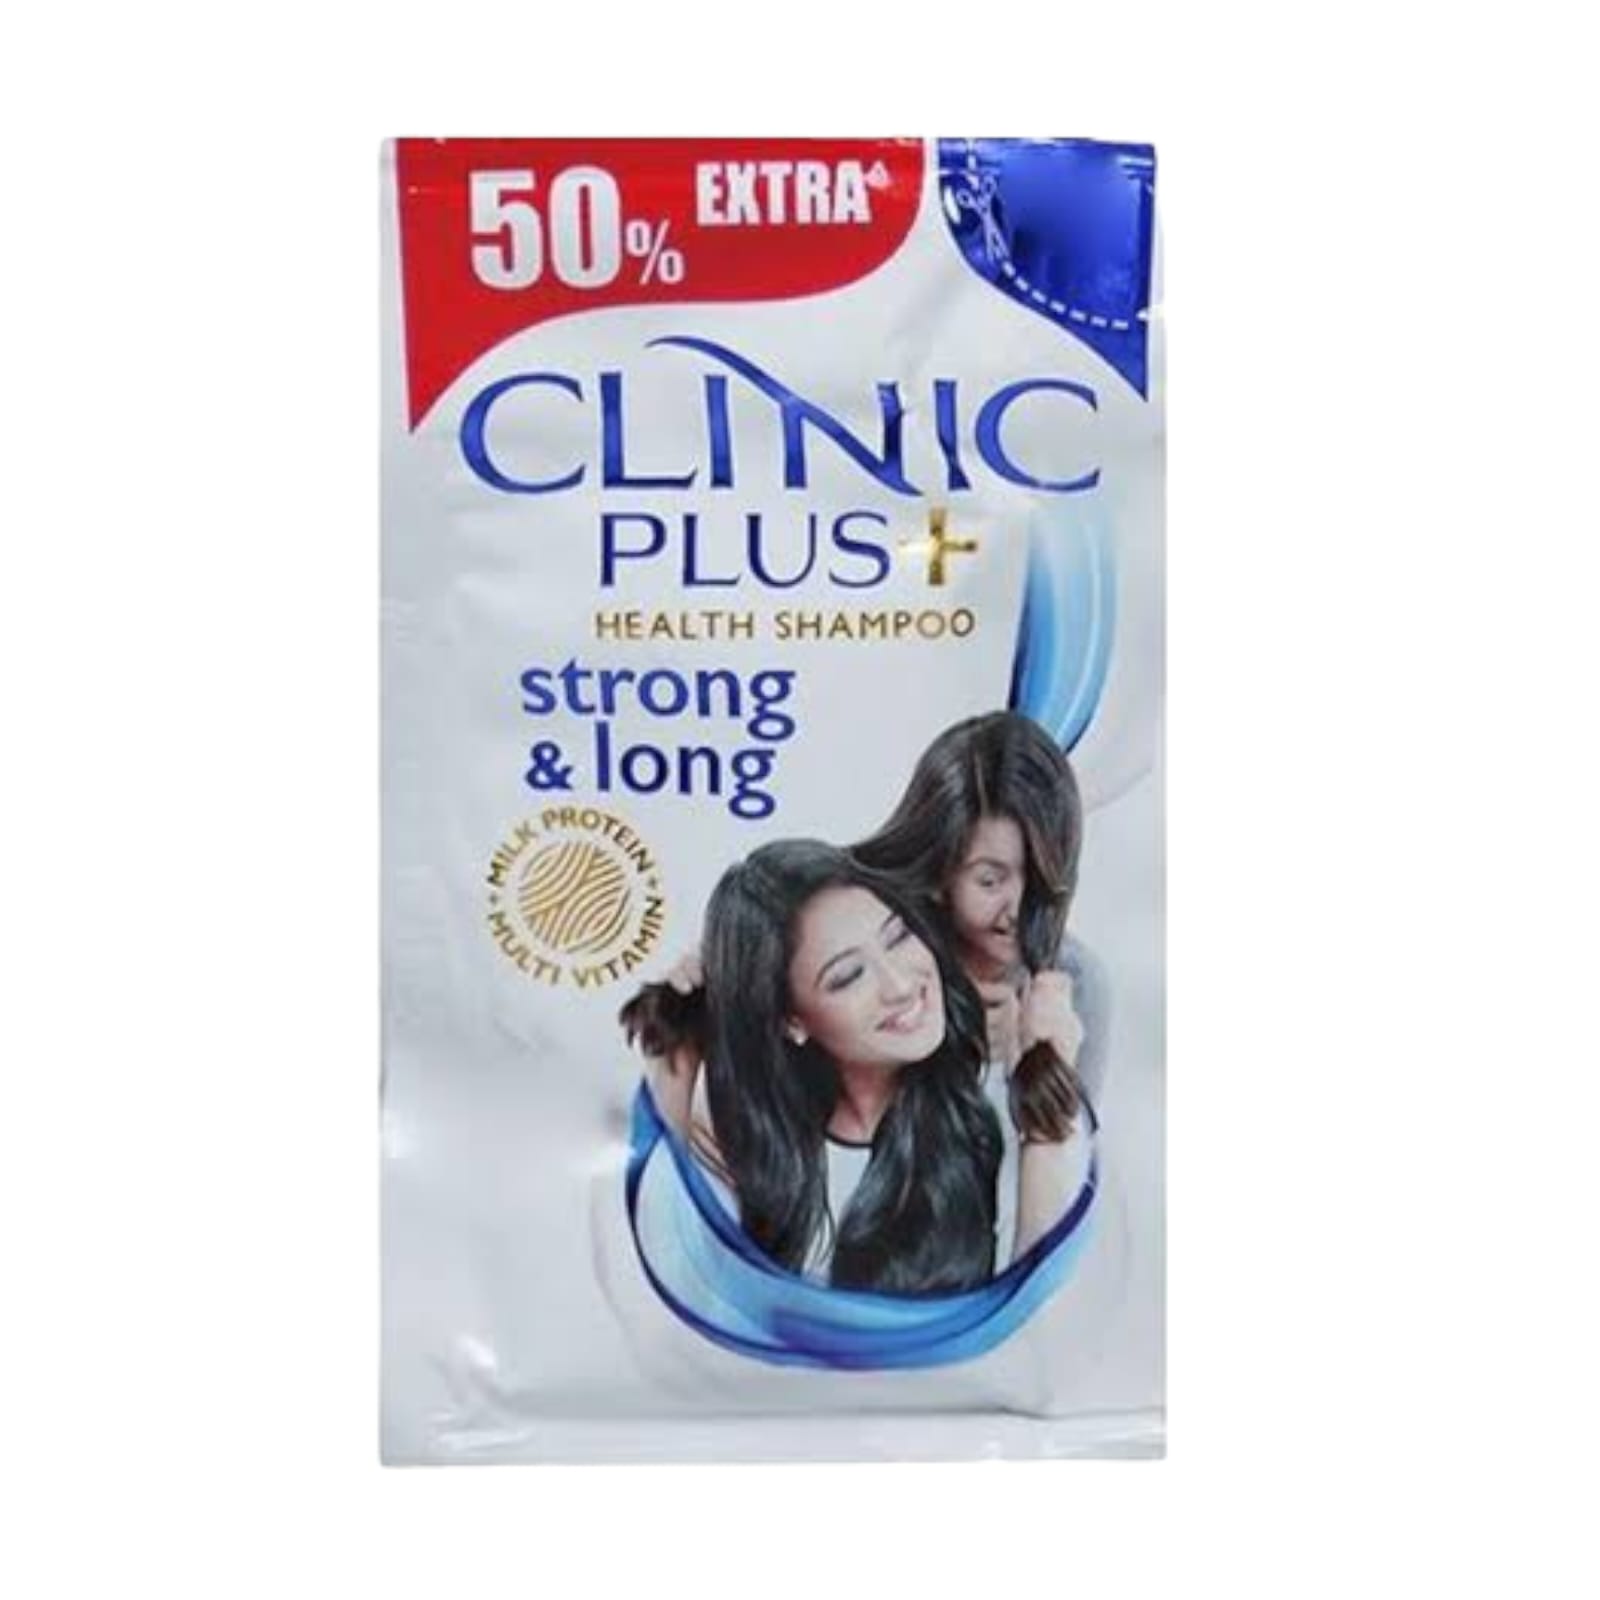 50% EXTRA
CLINIC
PLUS+
HEALTH SHAMPOO
strong
& long
MILK PROTEIN +
MULTI VITAMIN +